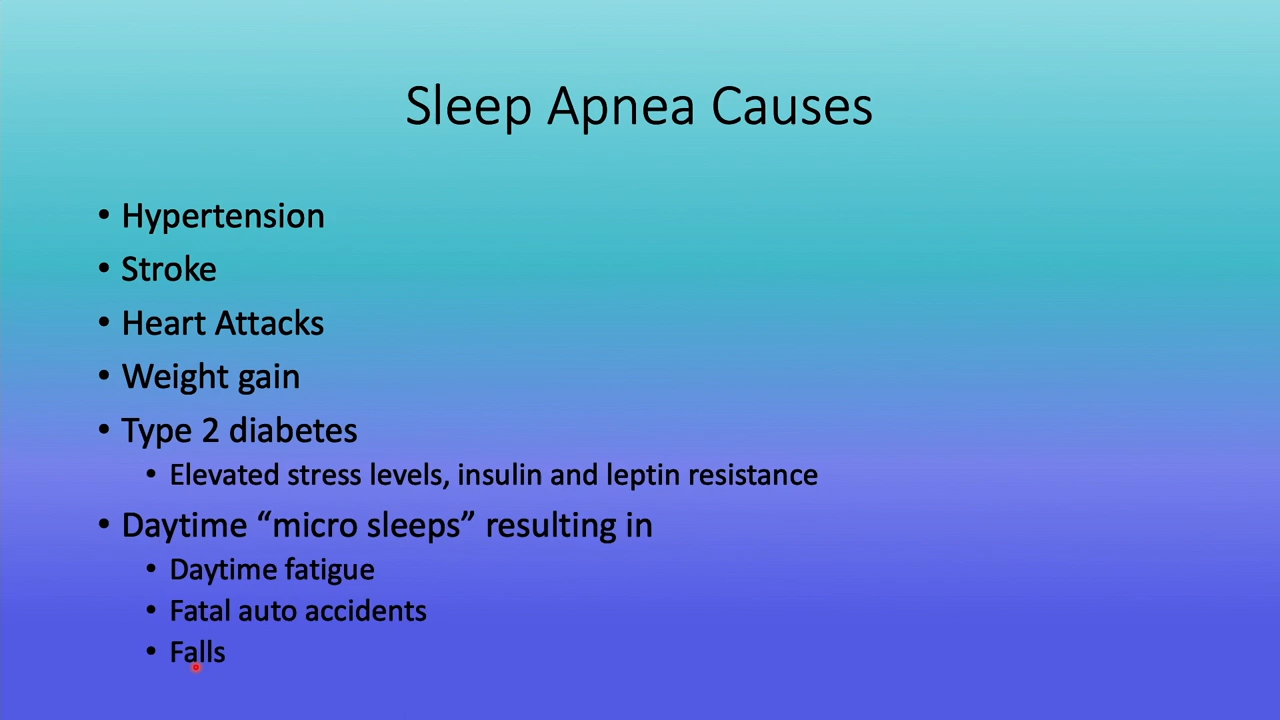 Sleep Apnea Causes
• Hypertension
• Stroke
• Heart Attacks
• Weight gain
• Type 2 diabetes
• Elevated stress levels, insulin and leptin resistance
• Daytime “micro sleeps” resulting in
• Daytime fatigue
• Fatal auto accidents
• Falls